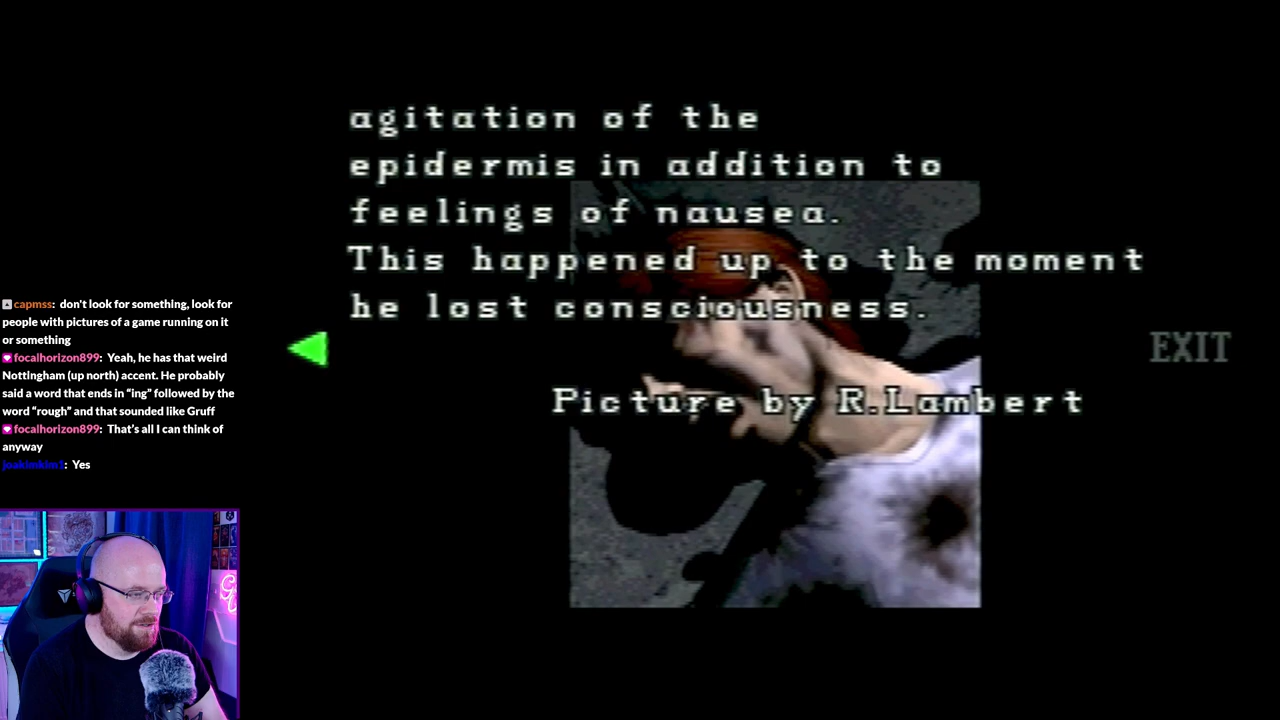 agitation of the
epidermis in addition to
feelings of nausea.
This happened up to the moment
he lost consciousness.
Picture by R.Lambert
EXIT
capmss: don't look for something, look for
people with pictures of a game running on it
or something
focalhorizon899: Yeah, he has that weird
Nottingham (up north) accent. He probably
said a word that ends in “ing” followed by the
word “rough” and that sounded like Gruff
focalhorizon899: That's all I can think of
anyway
joakimkim1: Yes